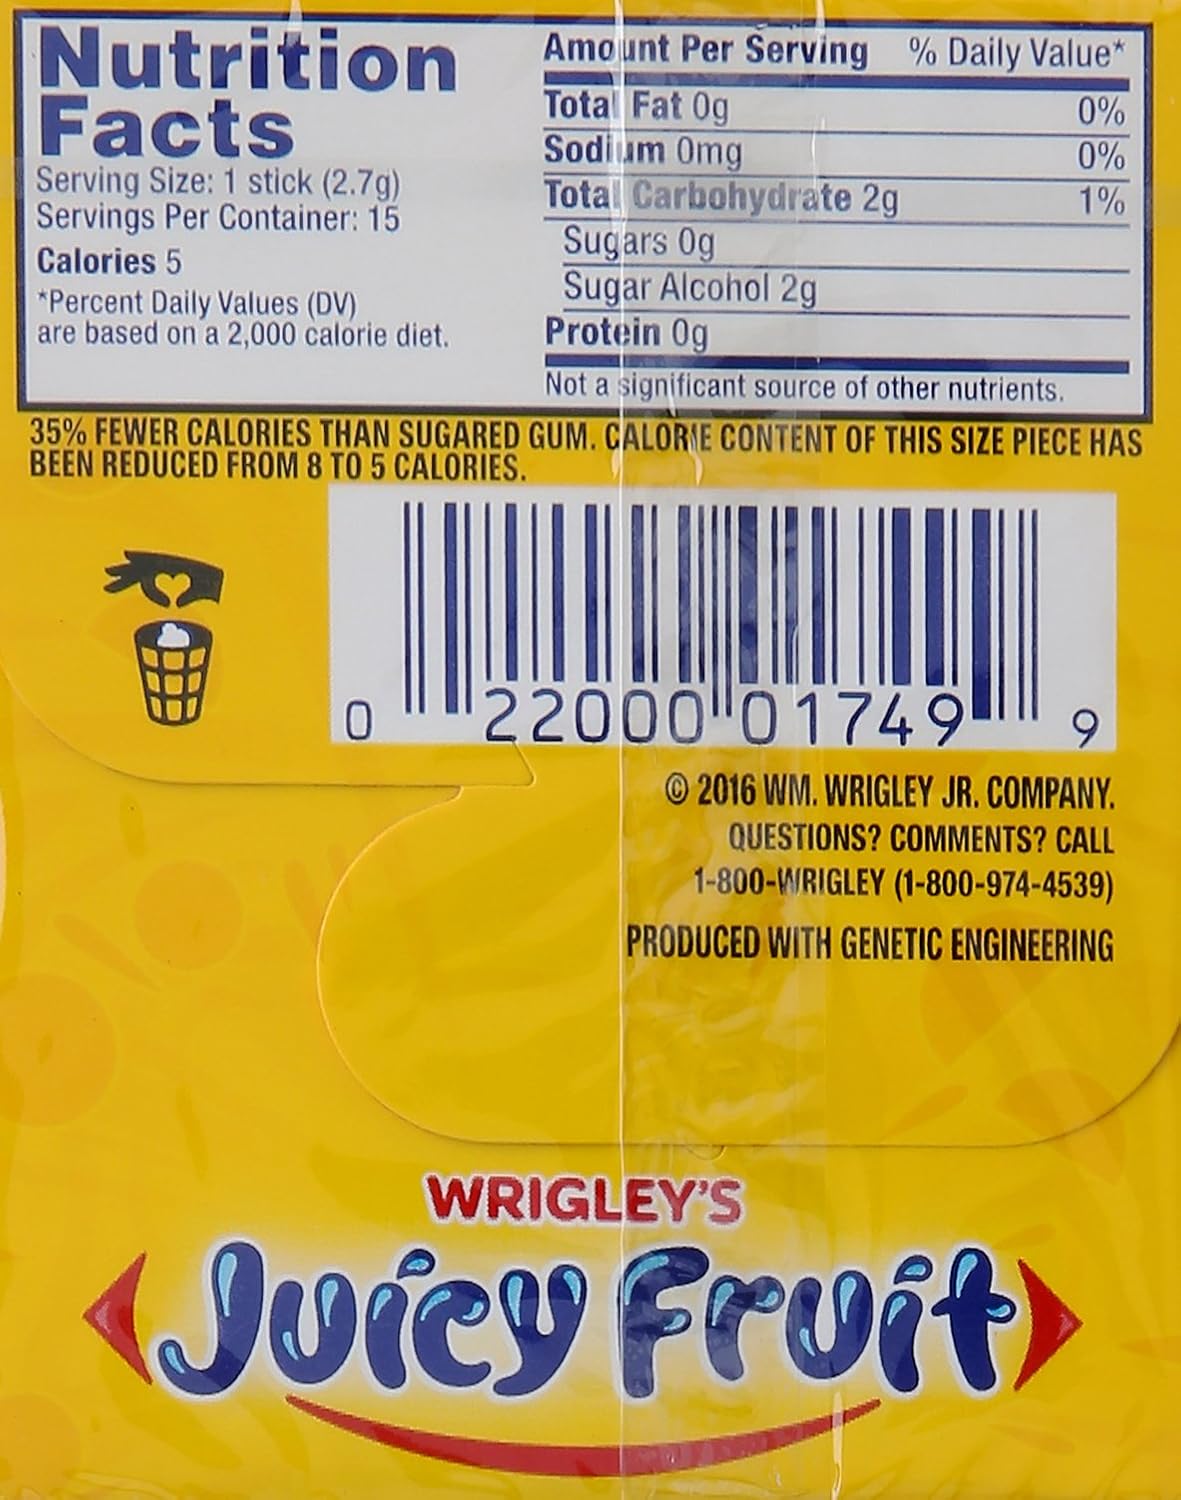 Nutrition
Facts
Serving Size: 1 stick (2.7g)
Servings Per Container: 15
Calories 5
*Percent Daily Values (DV)
are based on a 2,000 calorie diet.
Amount Per Serving % Daily Value*
Total Fat 0g 0%
Sodium 0mg 0%
Total Carbohydrate 2g 1%
Sugars 0g
Sugar Alcohol 2g
Protein 0g
Not a significant source of other nutrients.
35% FEWER CALORIES THAN SUGARED GUM. CALORIE CONTENT OF THIS SIZE PIECE HAS
BEEN REDUCED FROM 8 TO 5 CALORIES.
0 22000 01749 9
© 2016 WM. WRIGLEY JR. COMPANY.
QUESTIONS? COMMENTS? CALL
1-800-WRIGLEY (1-800-974-4539)
PRODUCED WITH GENETIC ENGINEERING
WRIGLEY'S
Juicy Fruit